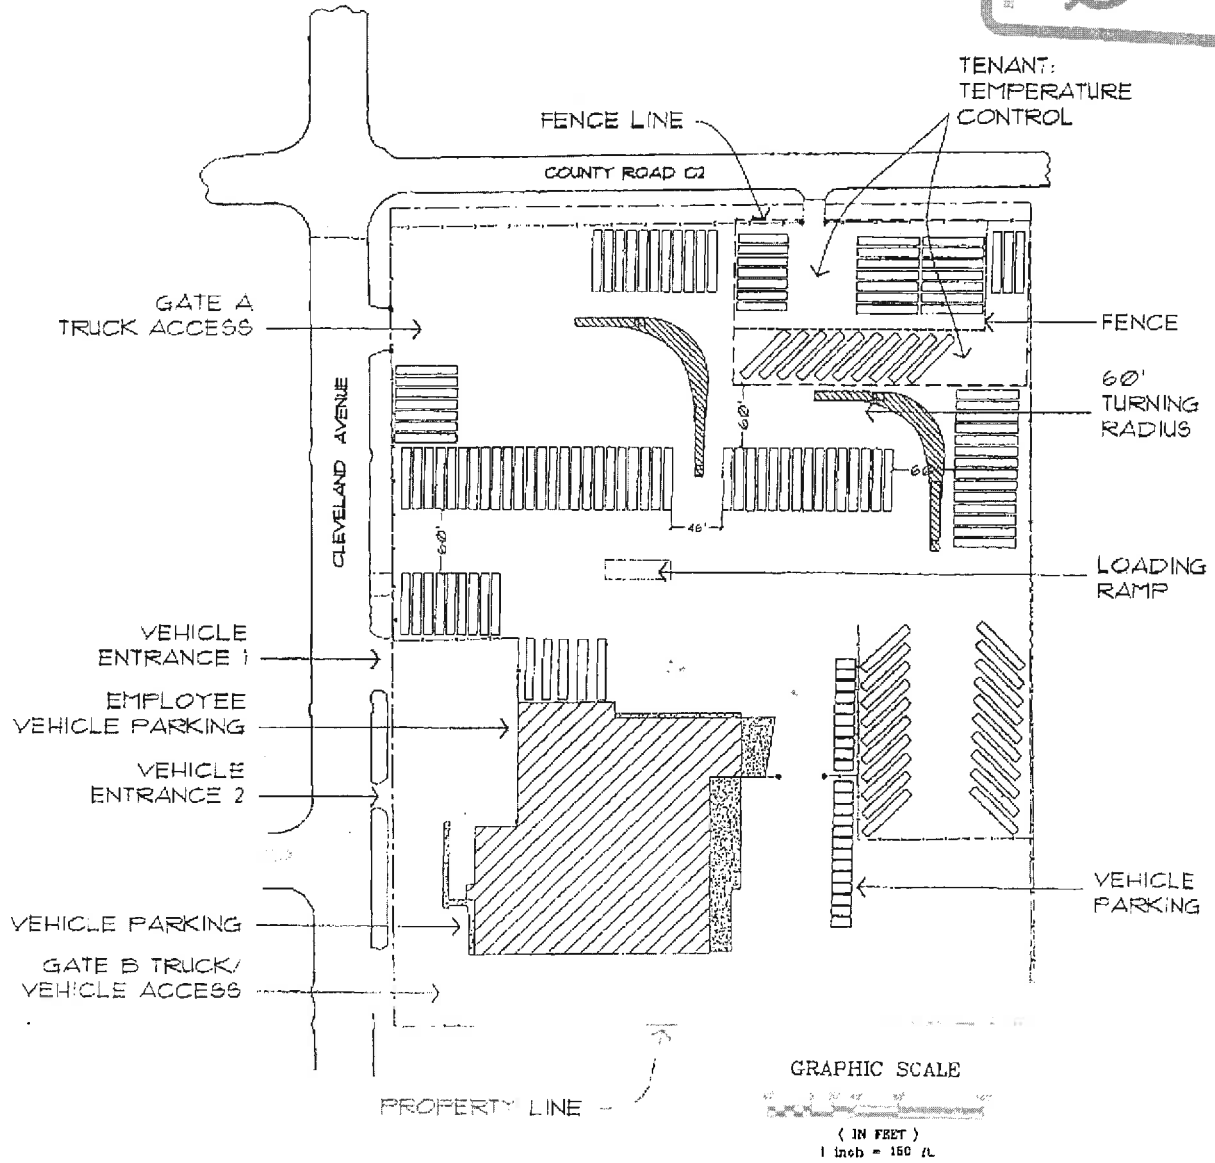 TENANT:
TEMPERATURE
CONTROL
FENCE LINE
COUNTY ROAD C2
GATE A
TRUCK ACCESS
FENCE
60'
TURNING
RADIUS
CLEVELAND AVENUE
60'
60'
46'
60'
LOADING
RAMP
VEHICLE
ENTRANCE 1
EMPLOYEE
VEHICLE PARKING
VEHICLE
ENTRANCE 2
VEHICLE
PARKING
VEHICLE PARKING
GATE B TRUCK/
VEHICLE ACCESS
PROPERTY LINE
GRAPHIC SCALE
( IN FEET )
1 inch = 160 ft.